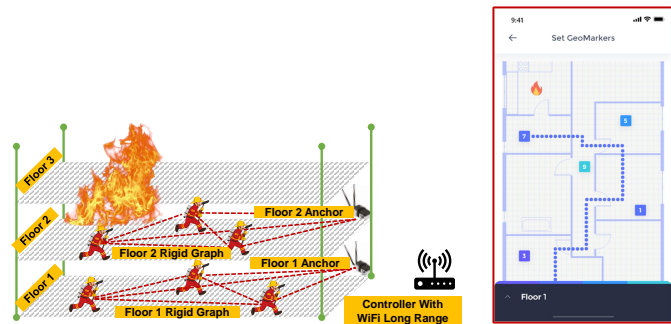 Floor 3
Floor 2
Floor 2 Anchor
Floor 2 Rigid Graph
Floor 1 Anchor
Floor 1
Floor 1 Rigid Graph
Controller With
WiFi Long Range
9:41
Set GeoMarkers
5
7
9
1
3
Floor 1